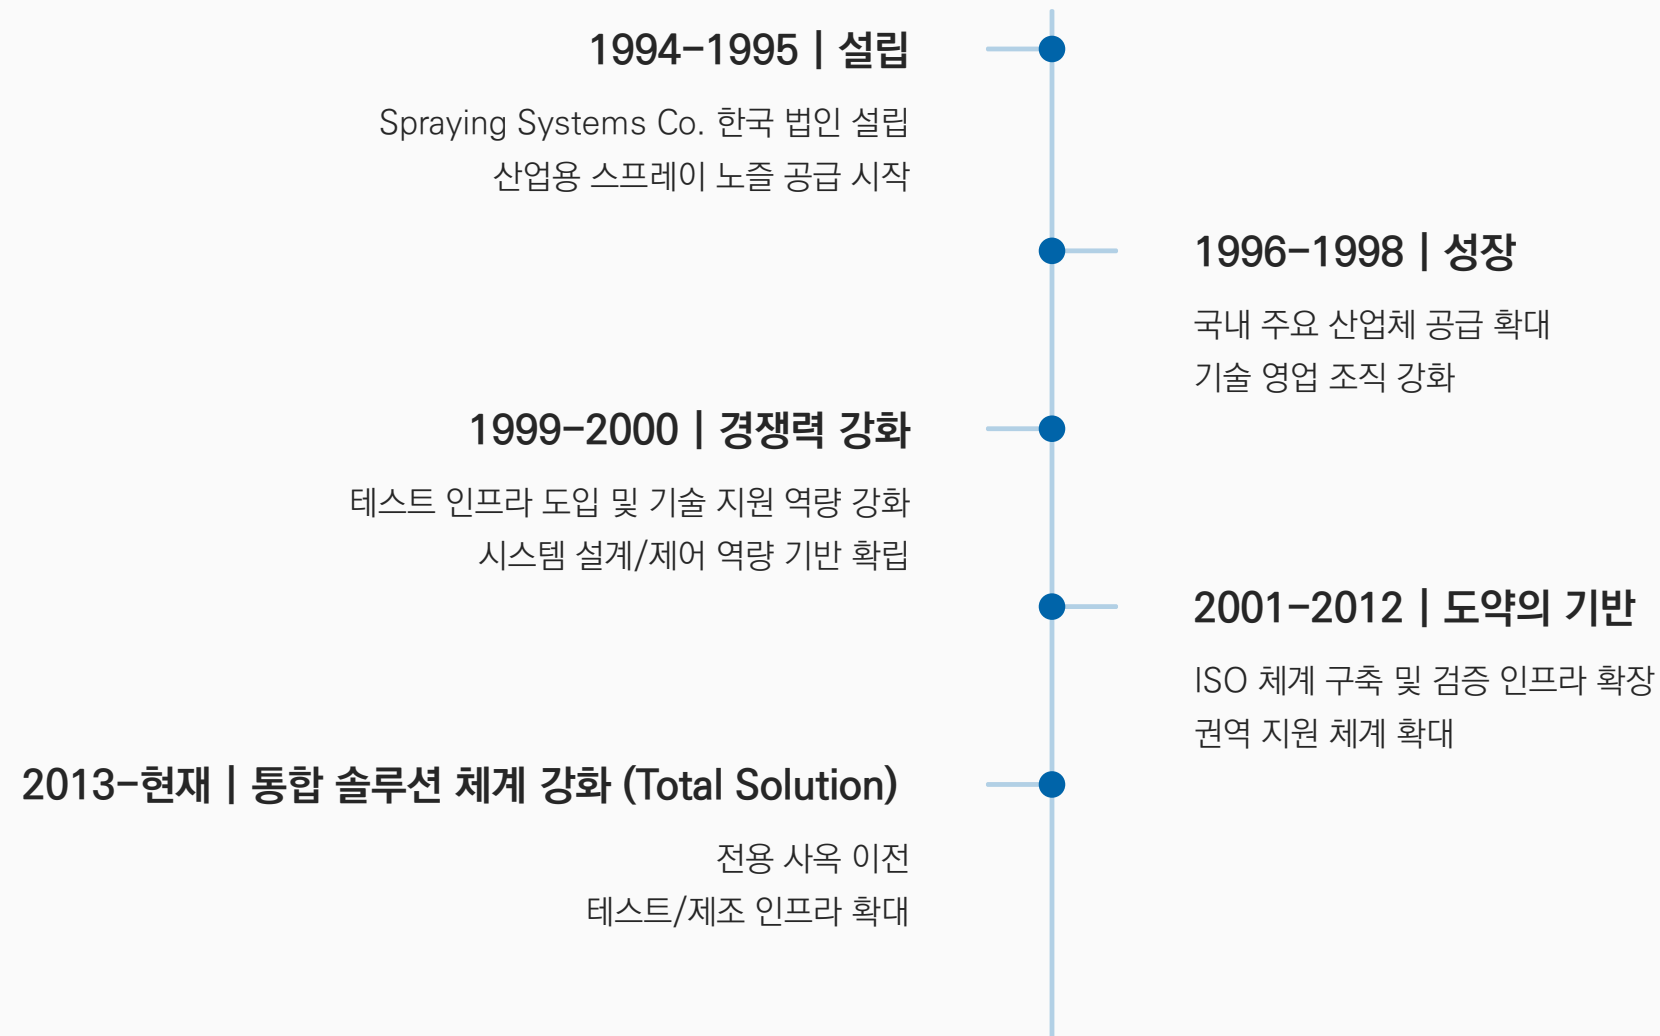 1994-1995 | 설립
Spraying Systems Co. 한국 법인 설립
산업용 스프레이 노즐 공급 시작
1996-1998 | 성장
국내 주요 산업체 공급 확대
기술 영업 조직 강화
1999-2000 | 경쟁력 강화
테스트 인프라 도입 및 기술 지원 역량 강화
시스템 설계/제어 역량 기반 확립
2001-2012 | 도약의 기반
ISO 체계 구축 및 검증 인프라 확장
권역 지원 체계 확대
2013-현재 | 통합 솔루션 체계 강화 (Total Solution)
전용 사옥 이전
테스트/제조 인프라 확대